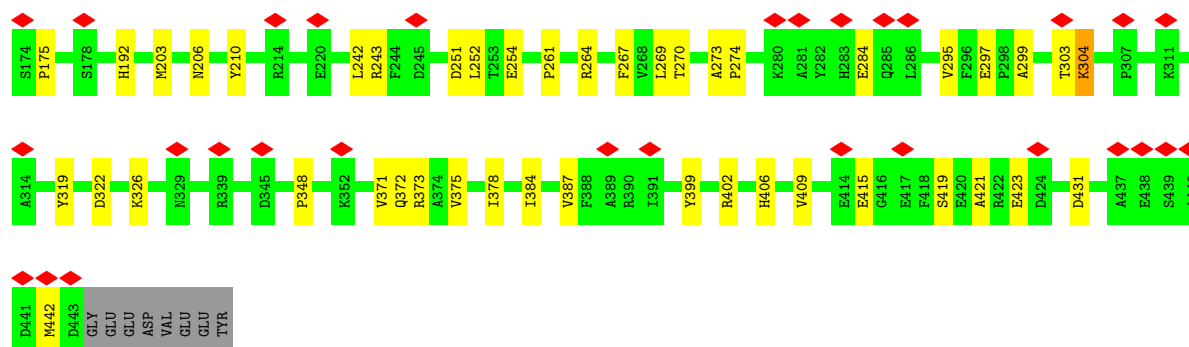 S174 P175 S178 H192 M203 N206 Y210 R214 E220 L242 R243 F244 D245 D251 L252 T253 E254 P261 R264 F267 V268 L269 T270 A273 P274 K280 A281 Y282 H283 E284 Q285 L286 V295 F296 E297 P298 A299 T303 K304 P307 K311
A314 Y319 D322 K326 N329 R339 D345 P348 K352 V371 Q372 R373 A374 V375 I378 I384 V387 F388 A389 R390 I391 Y399 R402 H406 V409 E414 E415 G416 E417 F418 S419 E420 A421 R422 E423 D424 D431 A437 E438 S439
D441 M442 D443 GLY GLU GLU ASP VAL GLU GLU TYR